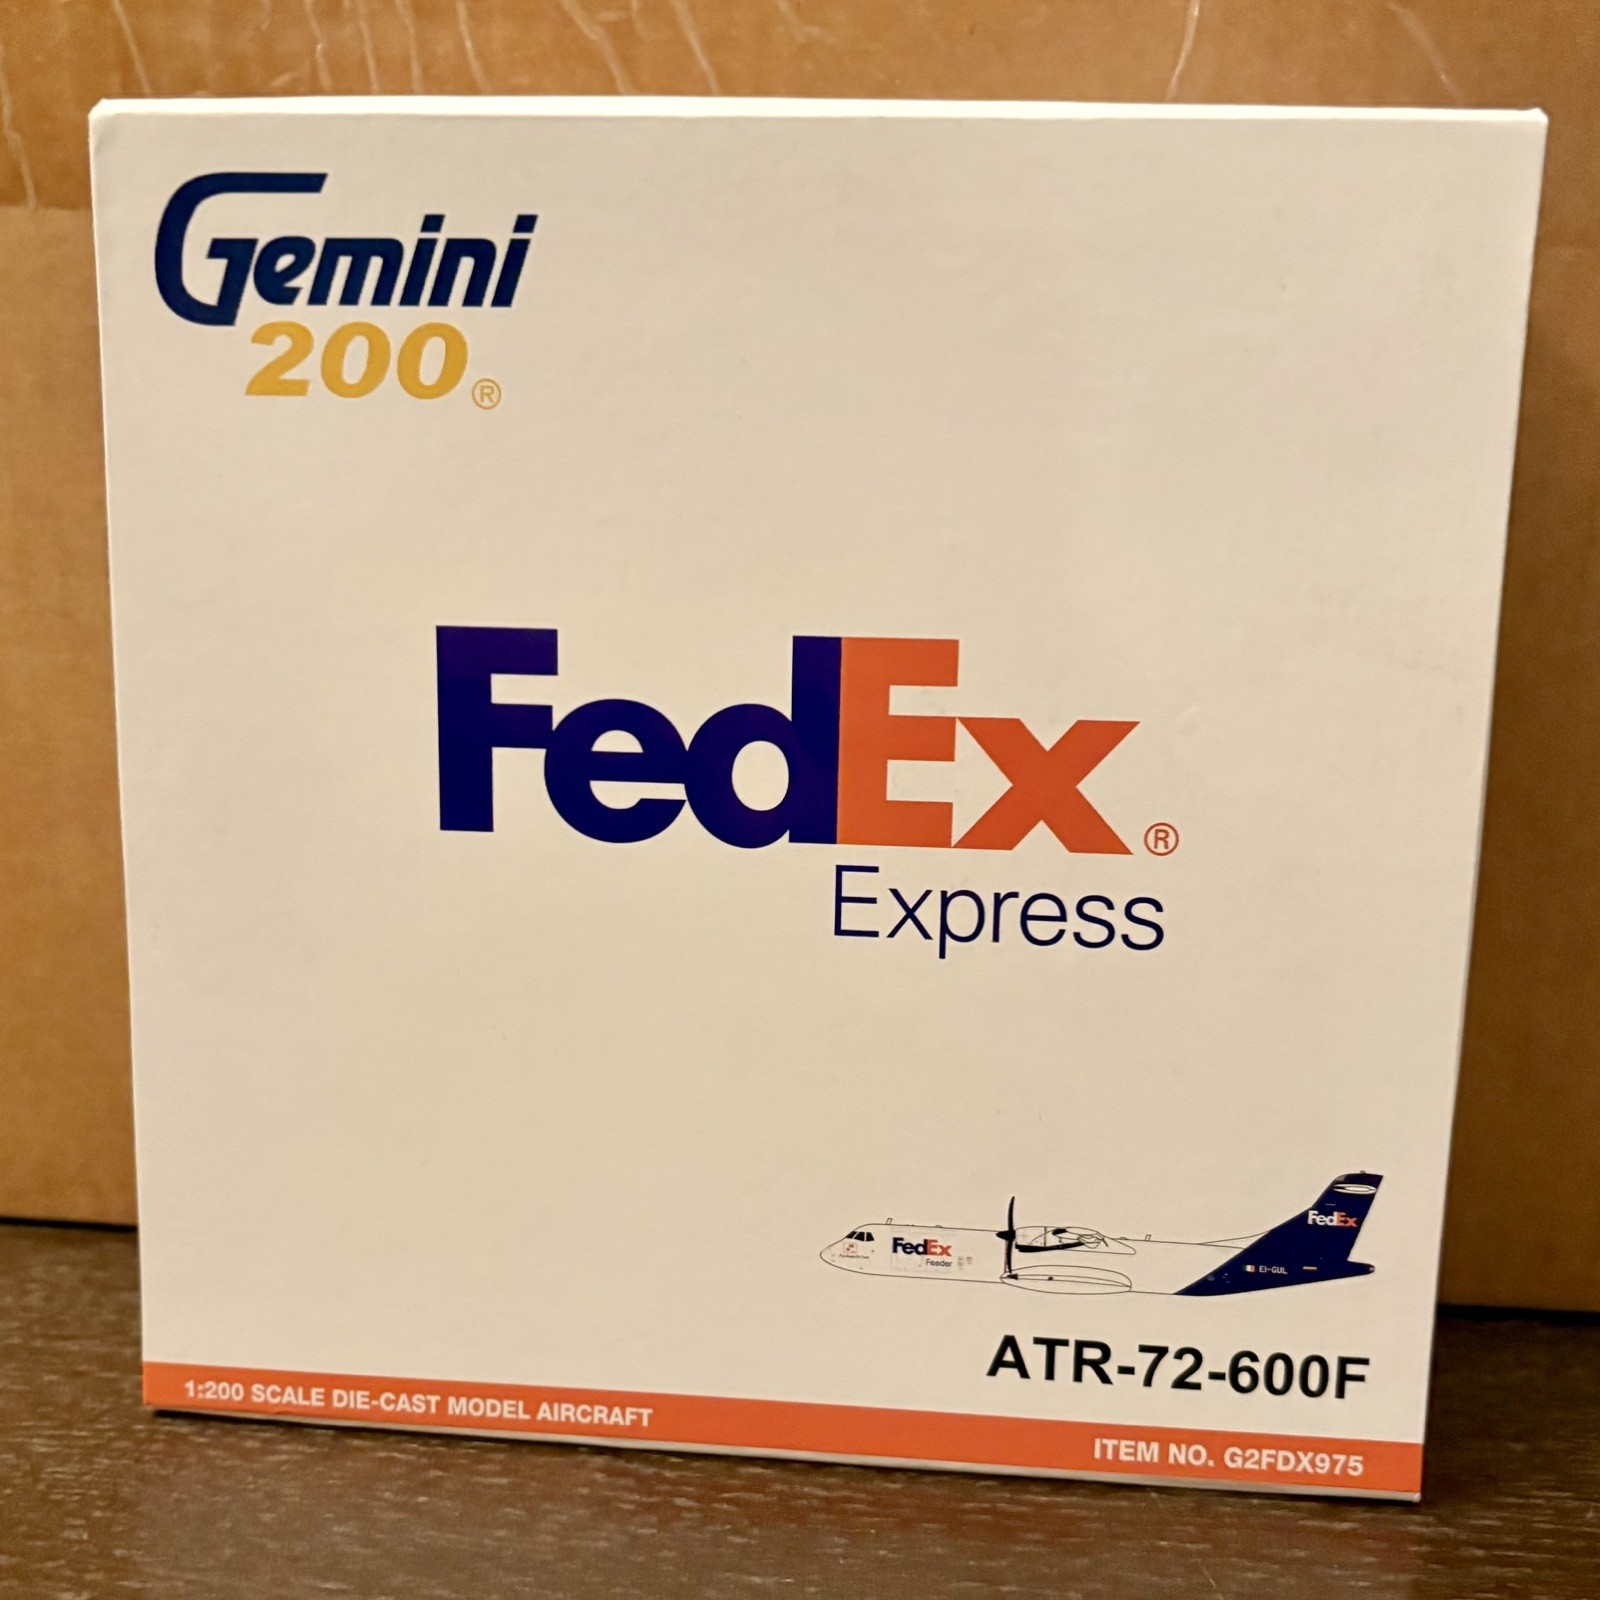 Gemini
200®
FedEx®
Express
FedEx
FedEx
Feeder
EI-GUL
ATR-72-600F
1:200 SCALE DIE-CAST MODEL AIRCRAFT
ITEM NO. G2FDX975